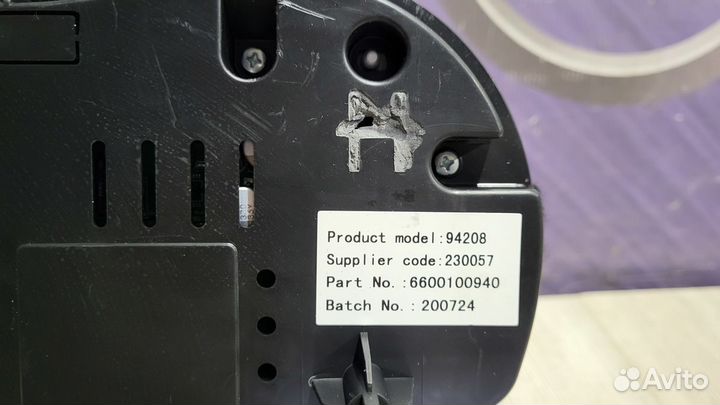 Product model:94208
Supplier code:230057
Part No.:6600100940
Batch No.: 200724
Avito